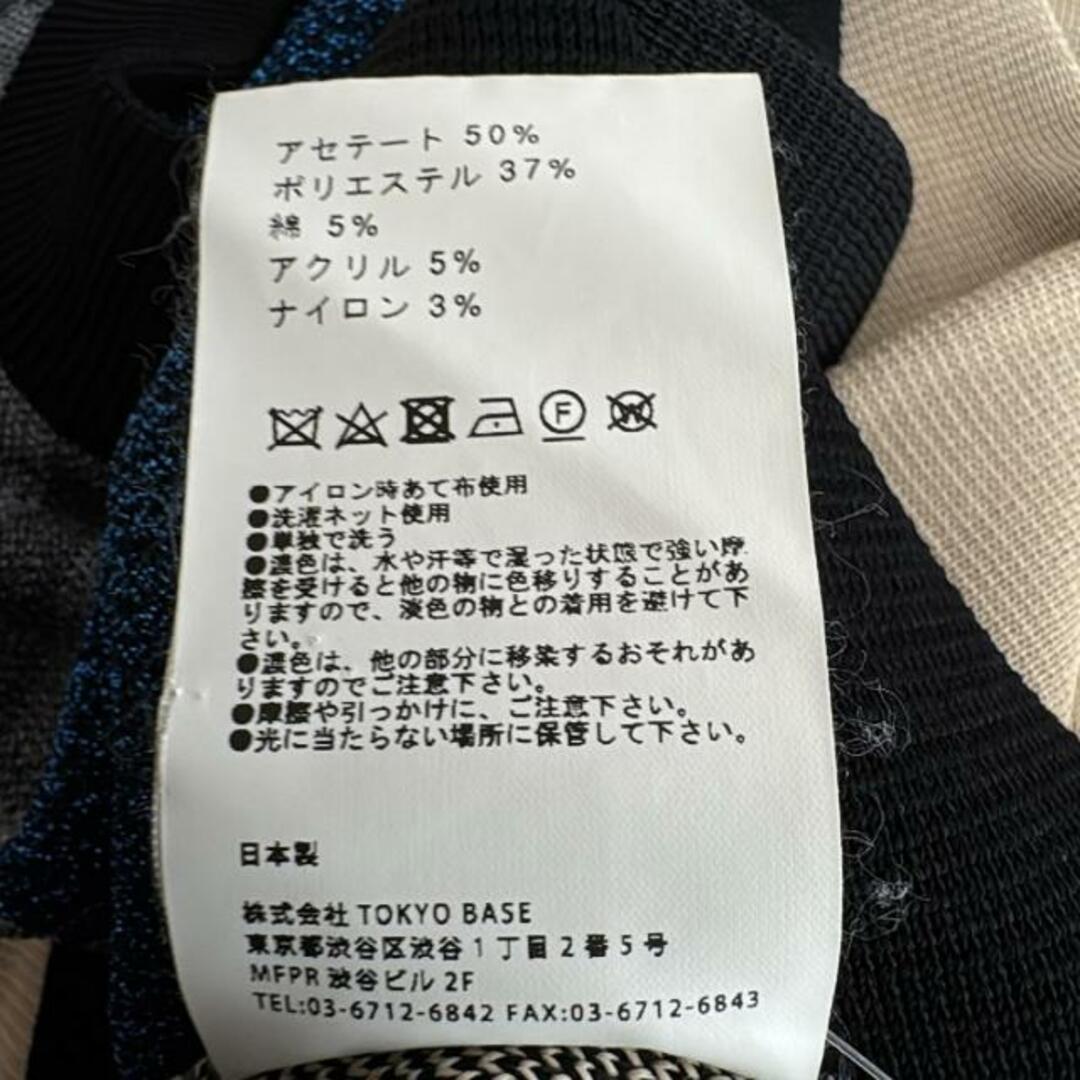 アセテート 50%
ポリエステル 37%
綿 5%
アクリル 5%
ナイロン 3%
F
W
●アイロン時あて布使用
●洗濯ネット使用
●単独で洗う
●濃色は、水や汗等で湿った状態で強い摩
擦を受けると他の物に色移りすることがあ
りますので、淡色の物との着用を避けて下
さい。
●濃色は、他の部分に移染するおそれがあ
りますのでご注意下さい。
●摩擦や引っかけに、ご注意下さい。
●光に当たらない場所に保管して下さい。
日本製
株式会社 TOKYO BASE
東京都渋谷区渋谷1丁目2番5号
MFPR 渋谷ビル 2F
TEL:03-6712-6842 FAX:03-6712-6843